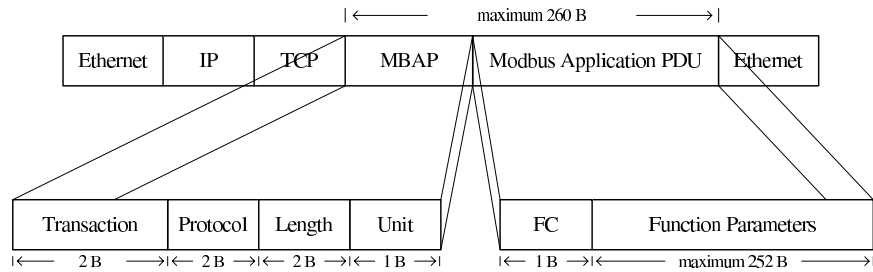 maximum 260 B
Ethernet IP TCP MBAP Modbus Application PDU Ethernet
Transaction Protocol Length Unit FC Function Parameters
2 B 2 B 2 B 1 B 1 B maximum 252 B